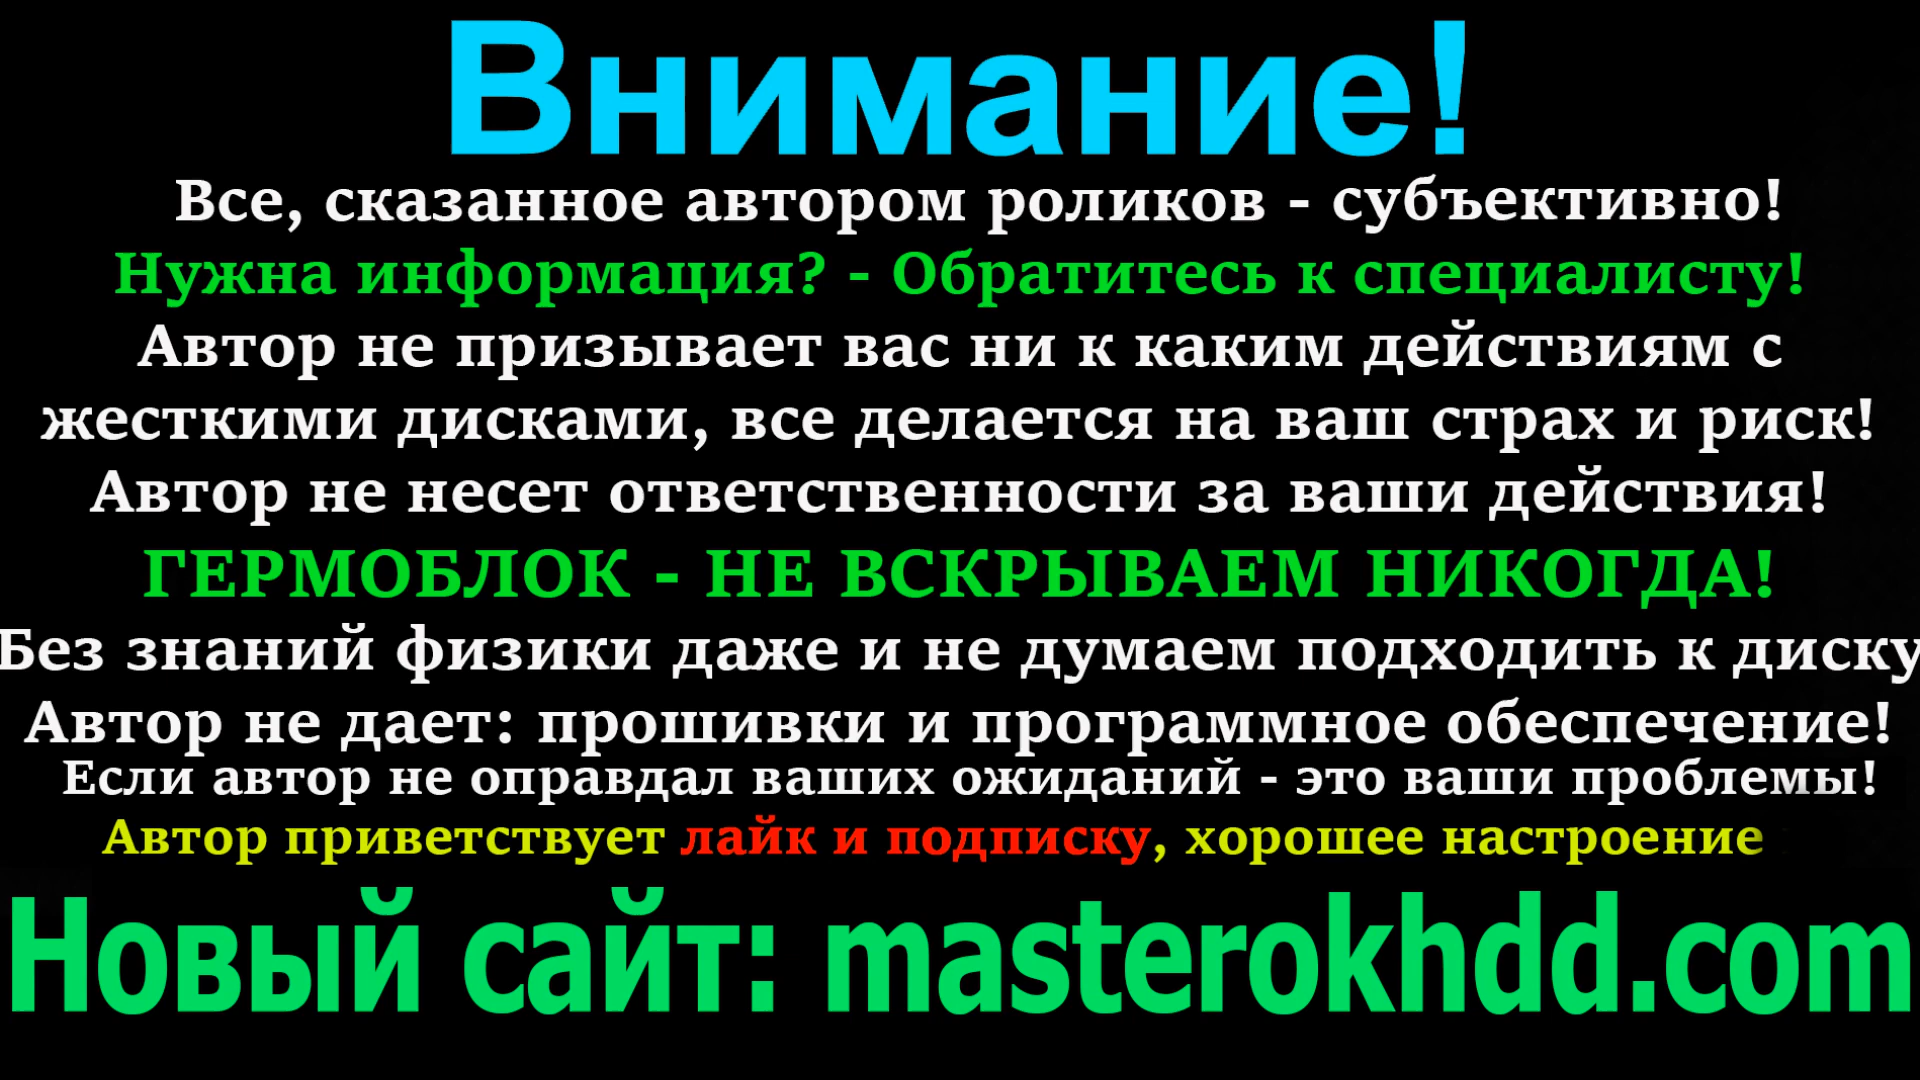 Внимание!
Все, сказанное автором роликов - субъективно!
Нужна информация? - Обратитесь к специалисту!
Автор не призывает вас ни к каким действиям с
жесткими дисками, все делается на ваш страх и риск!
Автор не несет ответственности за ваши действия!
ГЕРМОБЛОК - НЕ ВСКРЫВАЕМ НИКОГДА!
Без знаний физики даже и не думаем подходить к диску
Автор не дает: прошивки и программное обеспечение!
Если автор не оправдал ваших ожиданий - это ваши проблемы!
Автор приветствует лайк и подписку, хорошее настроение
Новый сайт: masterokhdd.com